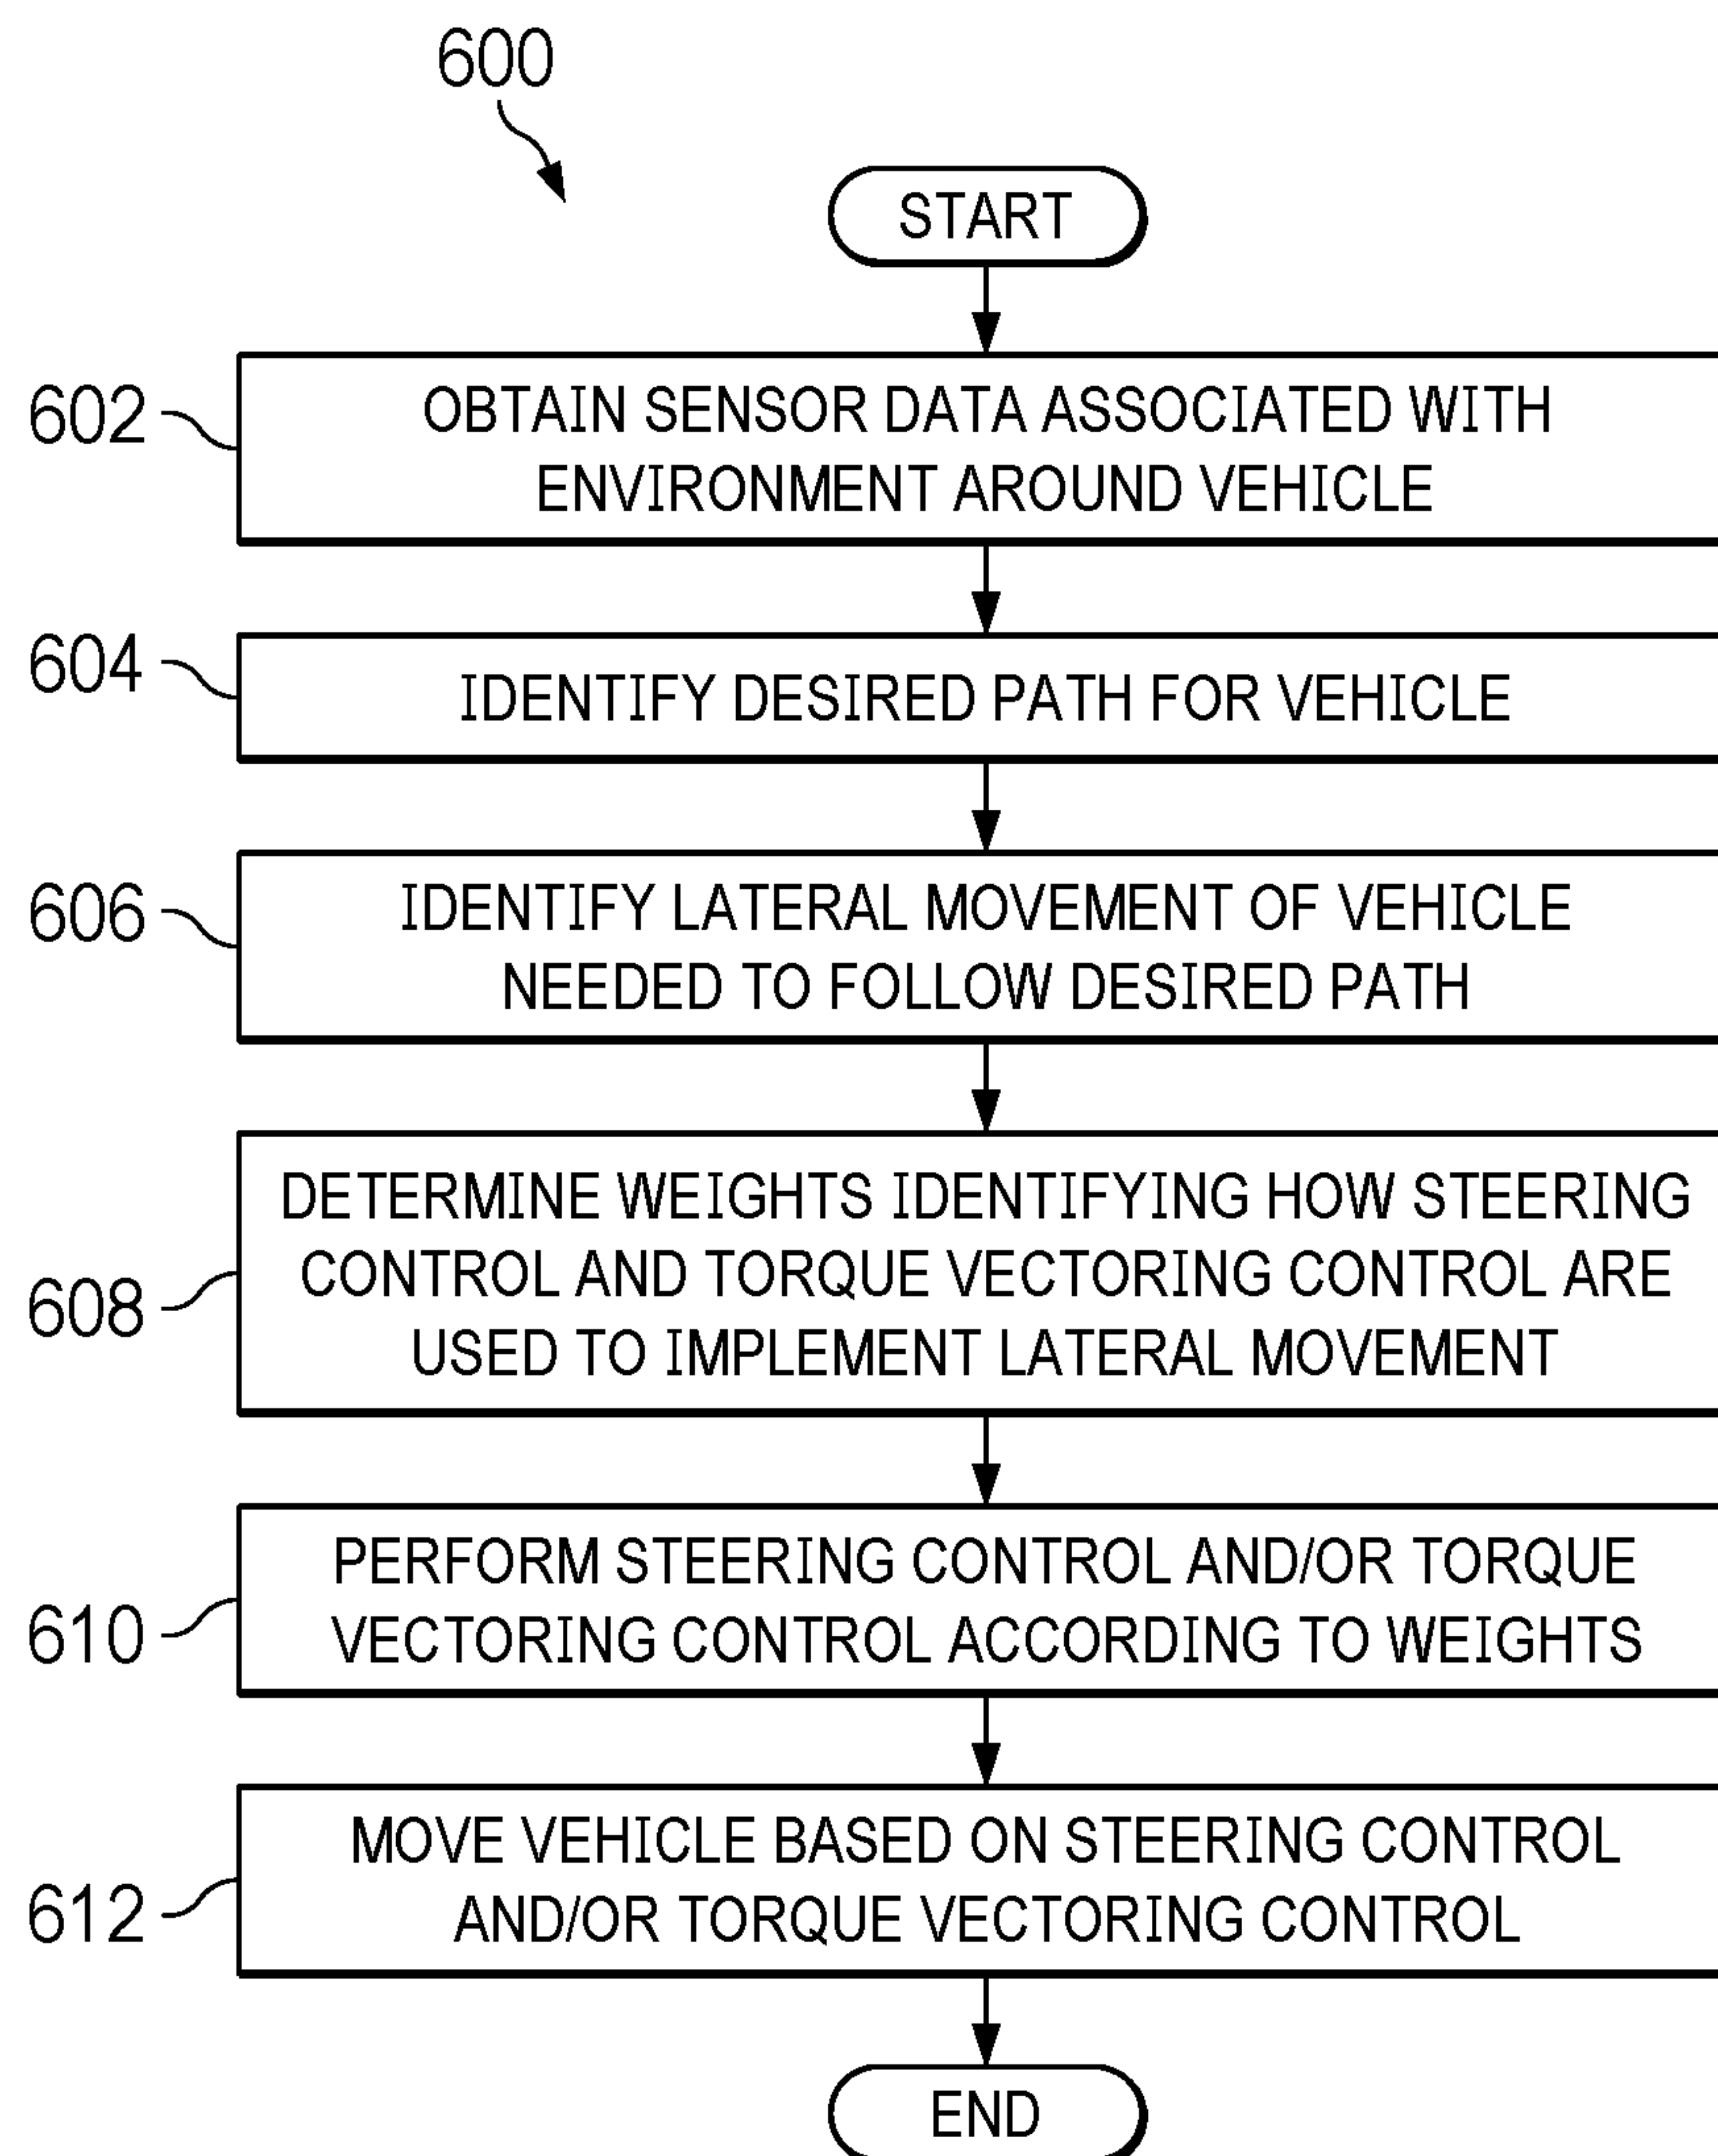 600
START
602
OBTAIN SENSOR DATA ASSOCIATED WITH
ENVIRONMENT AROUND VEHICLE
604
IDENTIFY DESIRED PATH FOR VEHICLE
606
IDENTIFY LATERAL MOVEMENT OF VEHICLE
NEEDED TO FOLLOW DESIRED PATH
608
DETERMINE WEIGHTS IDENTIFYING HOW STEERING
CONTROL AND TORQUE VECTORING CONTROL ARE
USED TO IMPLEMENT LATERAL MOVEMENT
610
PERFORM STEERING CONTROL AND/OR TORQUE
VECTORING CONTROL ACCORDING TO WEIGHTS
612
MOVE VEHICLE BASED ON STEERING CONTROL
AND/OR TORQUE VECTORING CONTROL
END